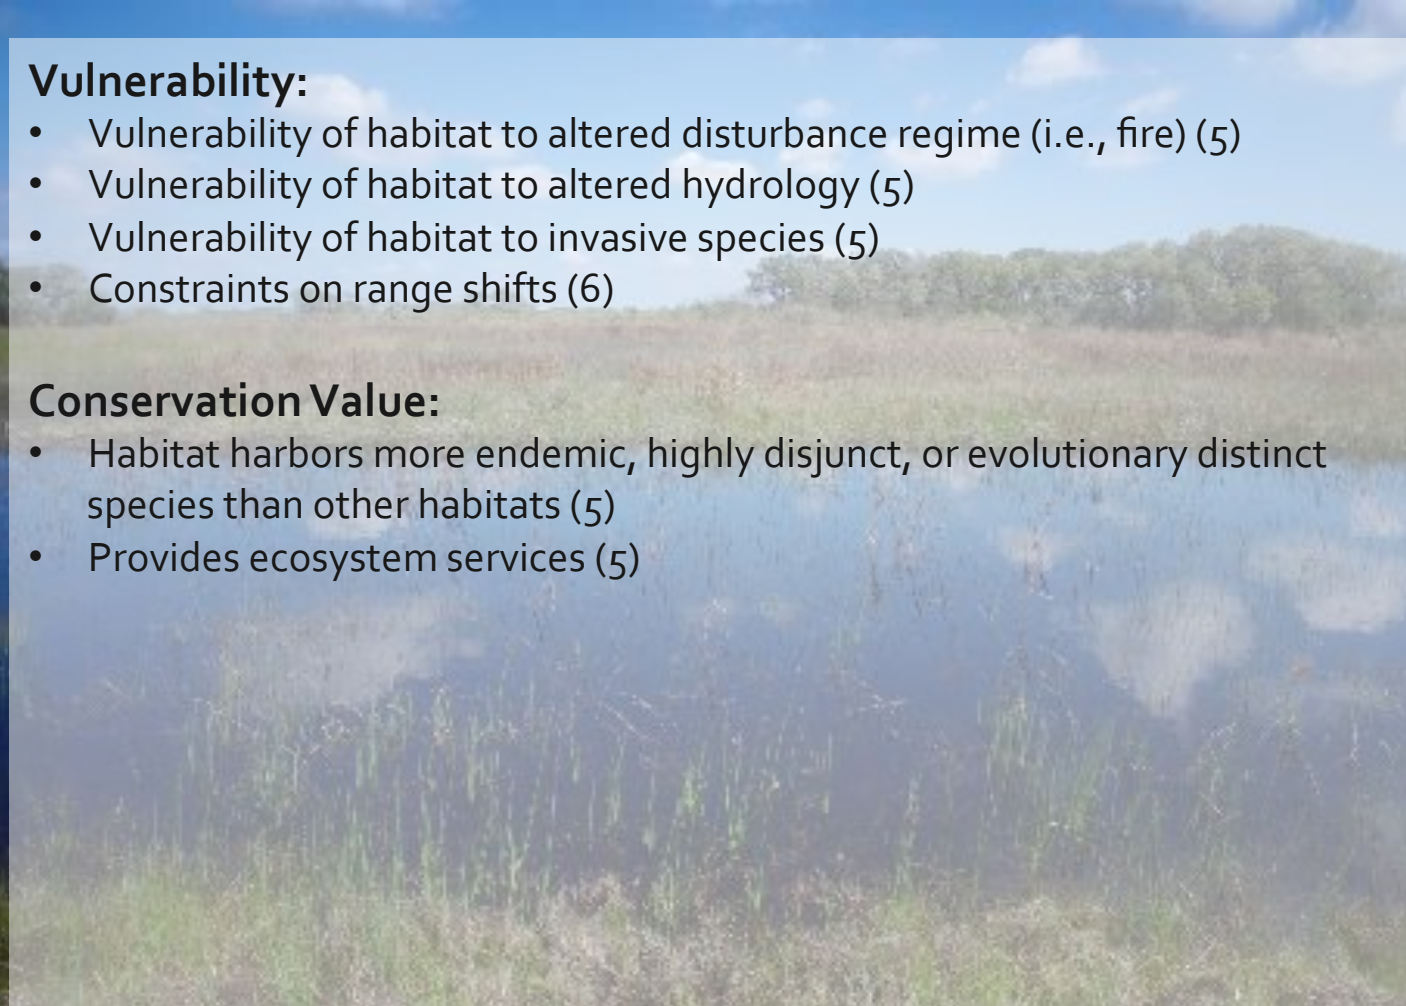 Vulnerability:
• Vulnerability of habitat to altered disturbance regime (i.e., fire) (5)
• Vulnerability of habitat to altered hydrology (5)
• Vulnerability of habitat to invasive species (5)
• Constraints on range shifts (6)
Conservation Value:
• Habitat harbors more endemic, highly disjunct, or evolutionary distinct
species than other habitats (5)
• Provides ecosystem services (5)